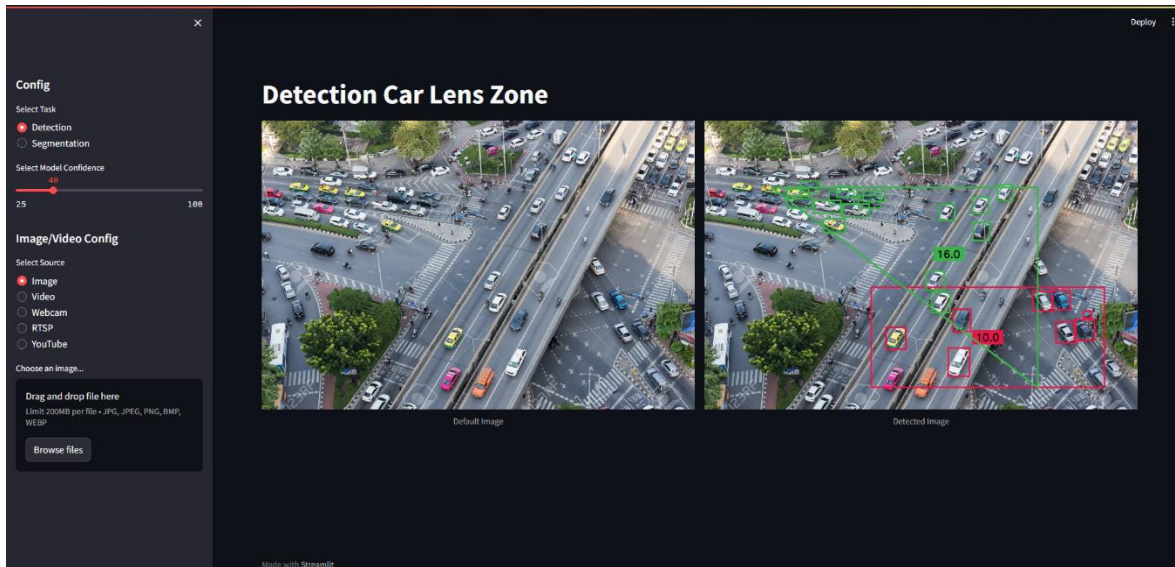 Deploy
Config
Select Task
Detection
Segmentation
Select Model Confidence
40
25
100
Image/Video Config
Select Source
Image
Video
Webcam
RTSP
YouTube
Choose an image...
Drag and drop file here
Limit 200MB per file • JPG, JPEG, PNG, BMP,
WEBP
Browse files
Detection Car Lens Zone
16.0
10.0
Default Image
Detected Image
Made with Streamlit